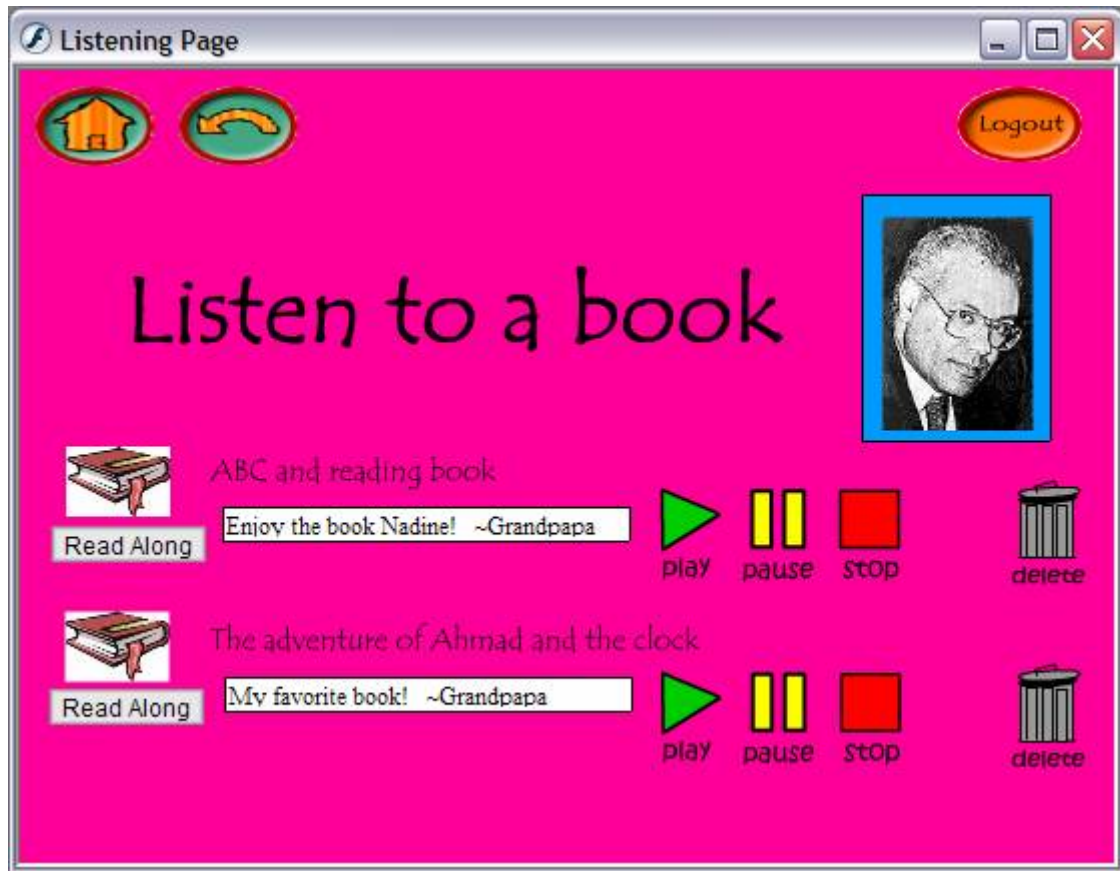 Listening Page
Logout
Listen to a book
ABC and reading book
Enjoy the book Nadine! ~Grandpapa
Read Along
play pause stop delete
The adventure of Ahmad and the clock
My favorite book! ~Grandpapa
Read Along
play pause stop delete